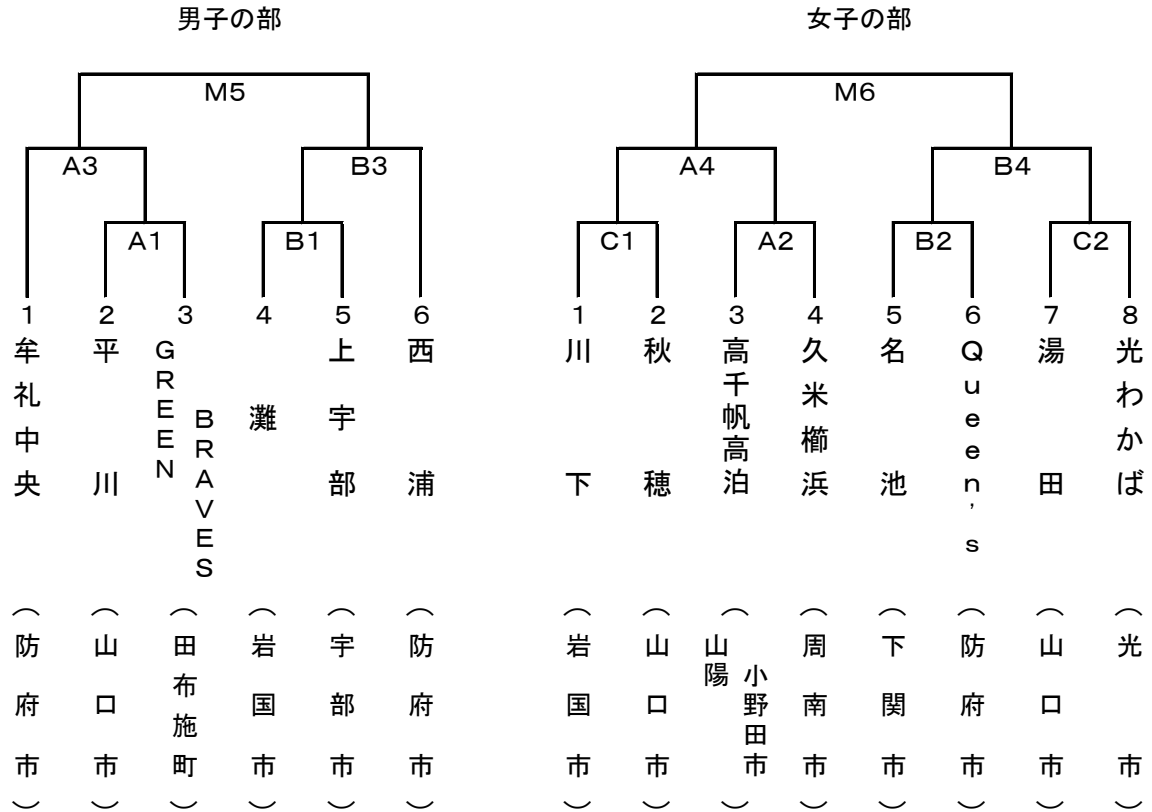 男子の部
M5
A3
B3
A1
B1
1
2
3
4
5
6
牟礼中央
平川
GREEN
BRAVES
灘
上宇部
西浦
（防府市）
（山口市）
（田布施町）
（岩国市）
（宇部市）
（防府市）
女子の部
M6
A4
B4
C1
A2
B2
C2
1
2
3
4
5
6
7
8
川下
秋穂
高千帆高泊
久米櫛浜
名池
Queen's
湯田
光わかば
（岩国市）
（山口市）
（山陽
小野田市）
（周南市）
（下関市）
（防府市）
（山口市）
（光市）